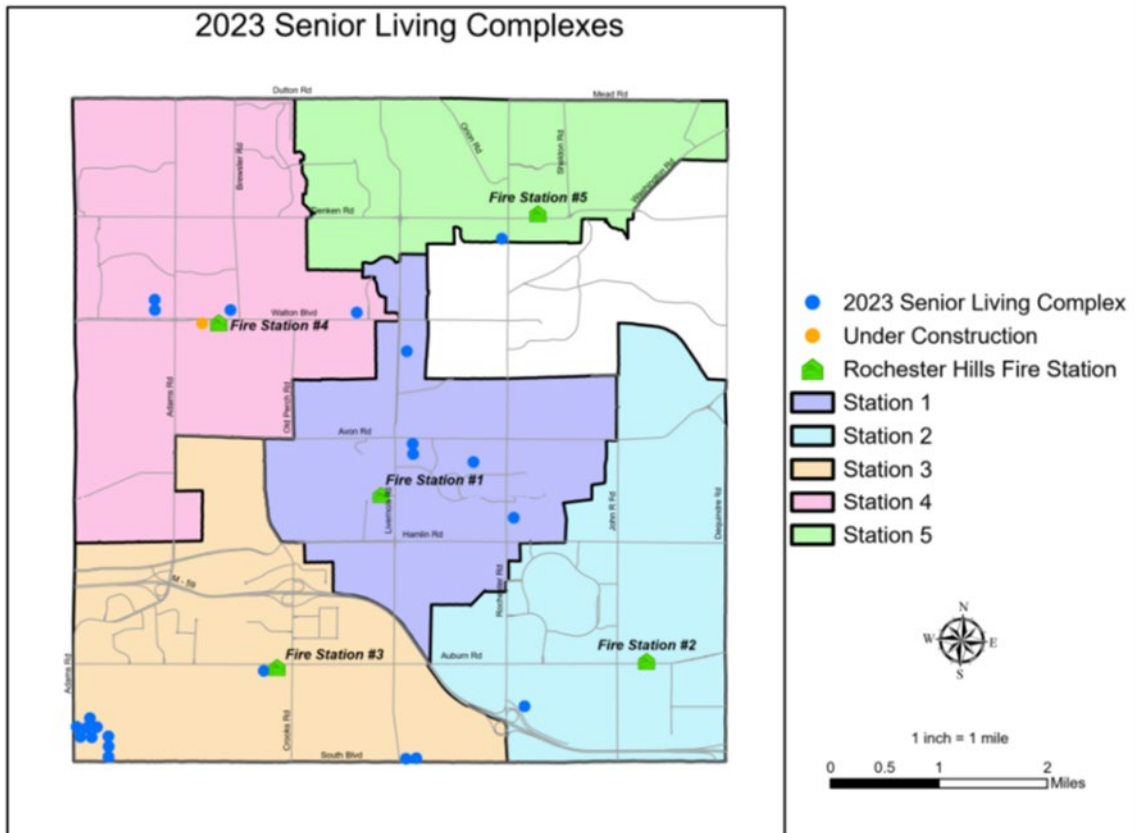 2023 Senior Living Complexes
Dutton Rd
Mead Rd
Brewster Rd
Orion Rd
Sheldon Rd
Washington Rd
Fire Station #5
Tienken Rd
Walton Blvd
Fire Station #4
Adams Rd
Old Perch Rd
Avon Rd
Fire Station #1
Livernois Rd
John R Rd
Dequindre Rd
Hamlin Rd
M - 59
Rochester Rd
Fire Station #3
Auburn Rd
Fire Station #2
Adams Rd
Crooks Rd
South Blvd
2023 Senior Living Complex
Under Construction
Rochester Hills Fire Station
Station 1
Station 2
Station 3
Station 4
Station 5
N
W
E
S
1 inch = 1 mile
0 0.5 1 2
Miles